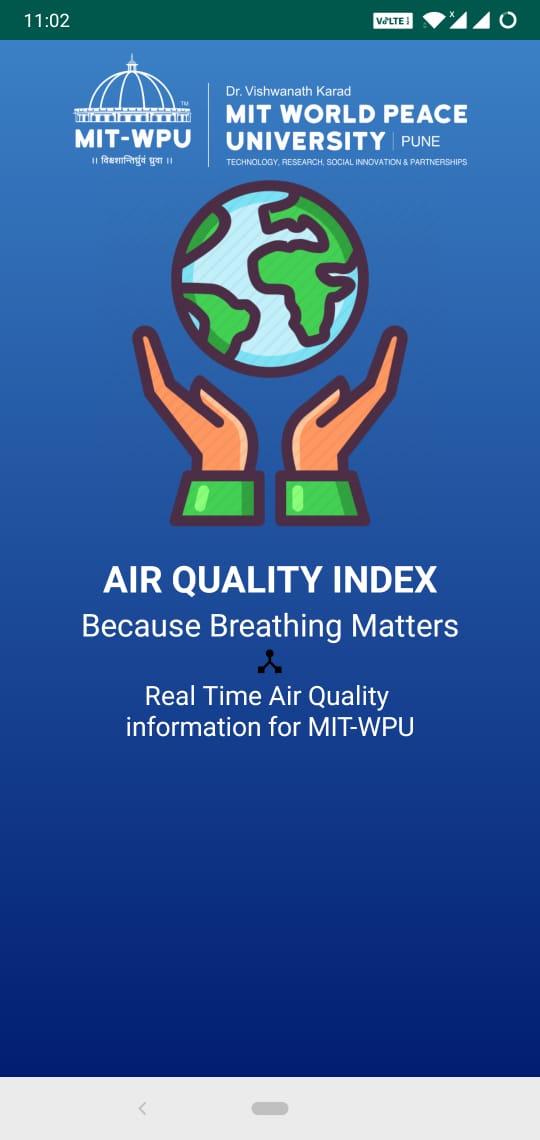 11:02
VoLTE
x
TM
MIT-WPU
॥ विश्वशान्तिर्ध्रुवं ध्रुवा ॥
Dr. Vishwanath Karad
MIT WORLD PEACE
UNIVERSITY | PUNE
TECHNOLOGY, RESEARCH, SOCIAL INNOVATION & PARTNERSHIPS
AIR QUALITY INDEX
Because Breathing Matters
Real Time Air Quality
information for MIT-WPU